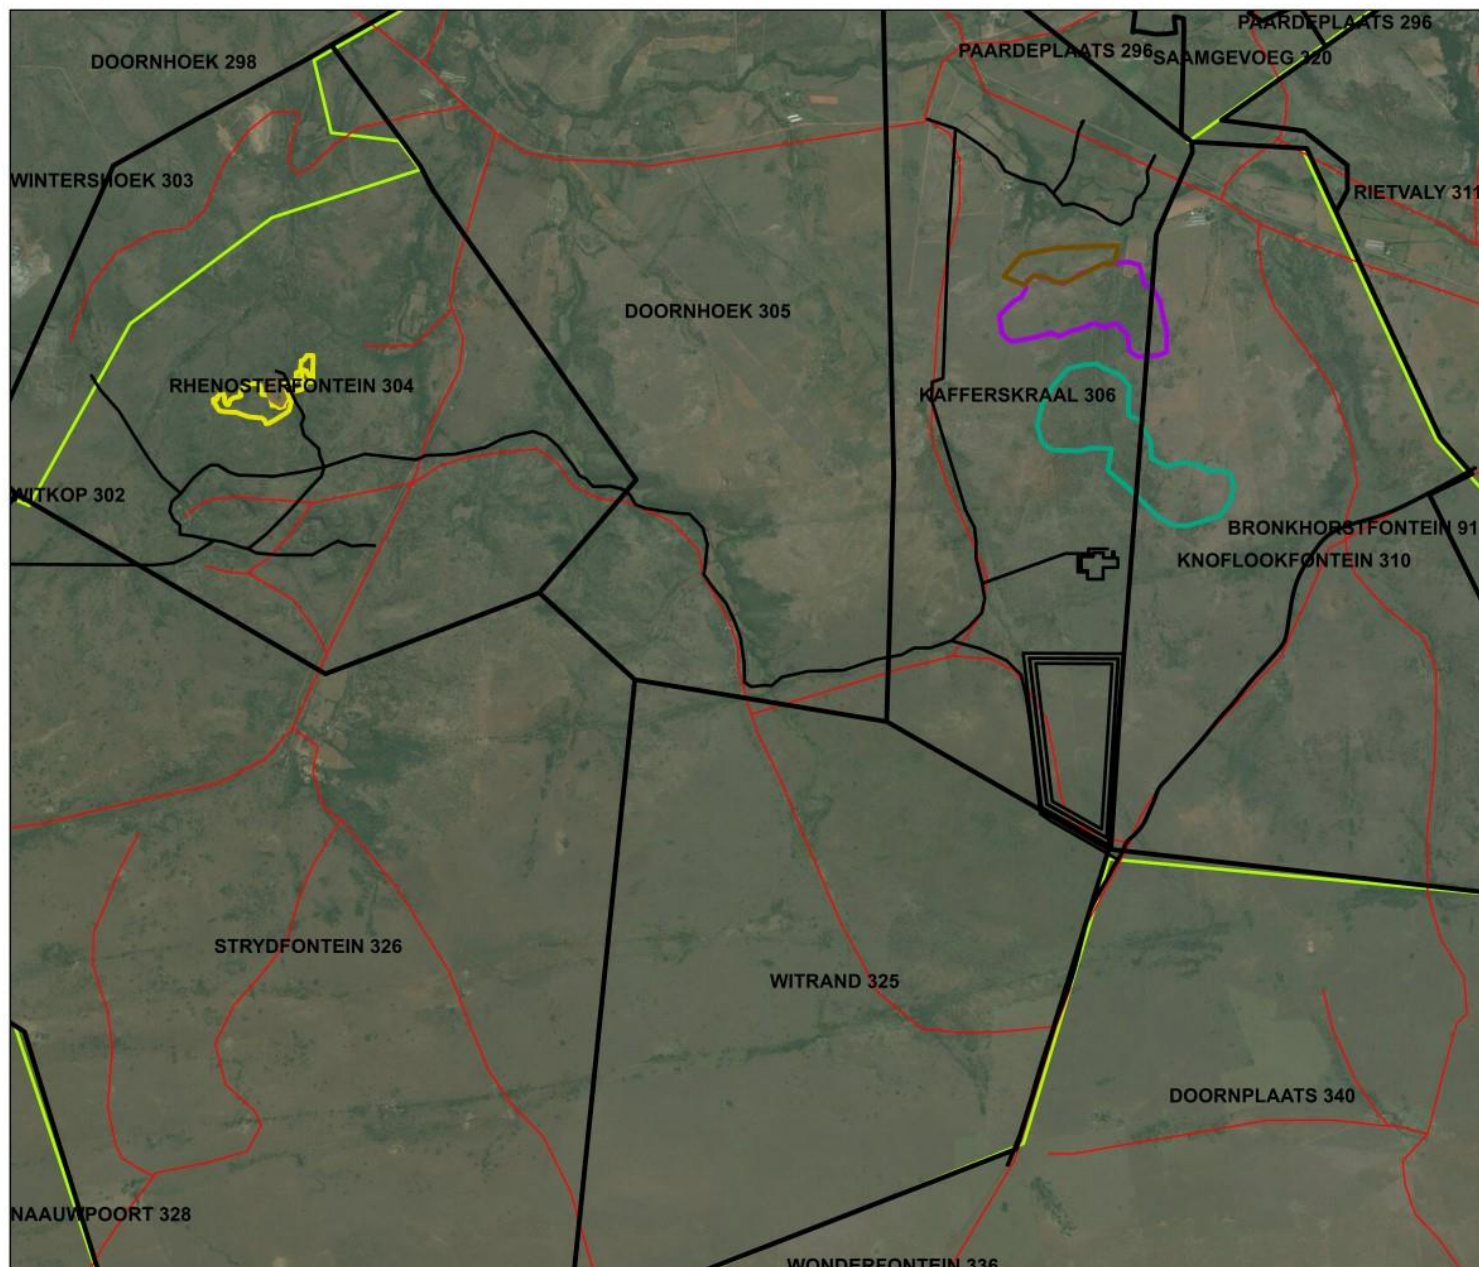 PAARDEPLAATS 296
DOORNHOEK 298
PAARDEPLAATS 296
SAAMGEVOEG 320
WINTERSHOEK 303
RIETVALY 311
DOORNHOEK 305
RHENOSTERFONTEIN 304
KAFFERSKRAAL 306
WITKOP 302
BRONKHORSTFONTEIN 91
KNOFLOOKFONTEIN 310
STRYDFONTEIN 326
WITRAND 325
DOORNPLAATS 340
NAAUWPOORT 328
WONDERFONTEIN 336